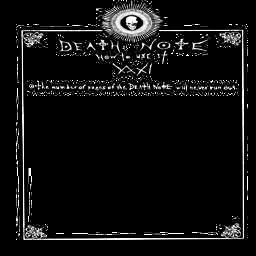 DEATH NOTE
HOW TO USE IT
XXI
The number of pages of the DEATH NOTE will never run out.